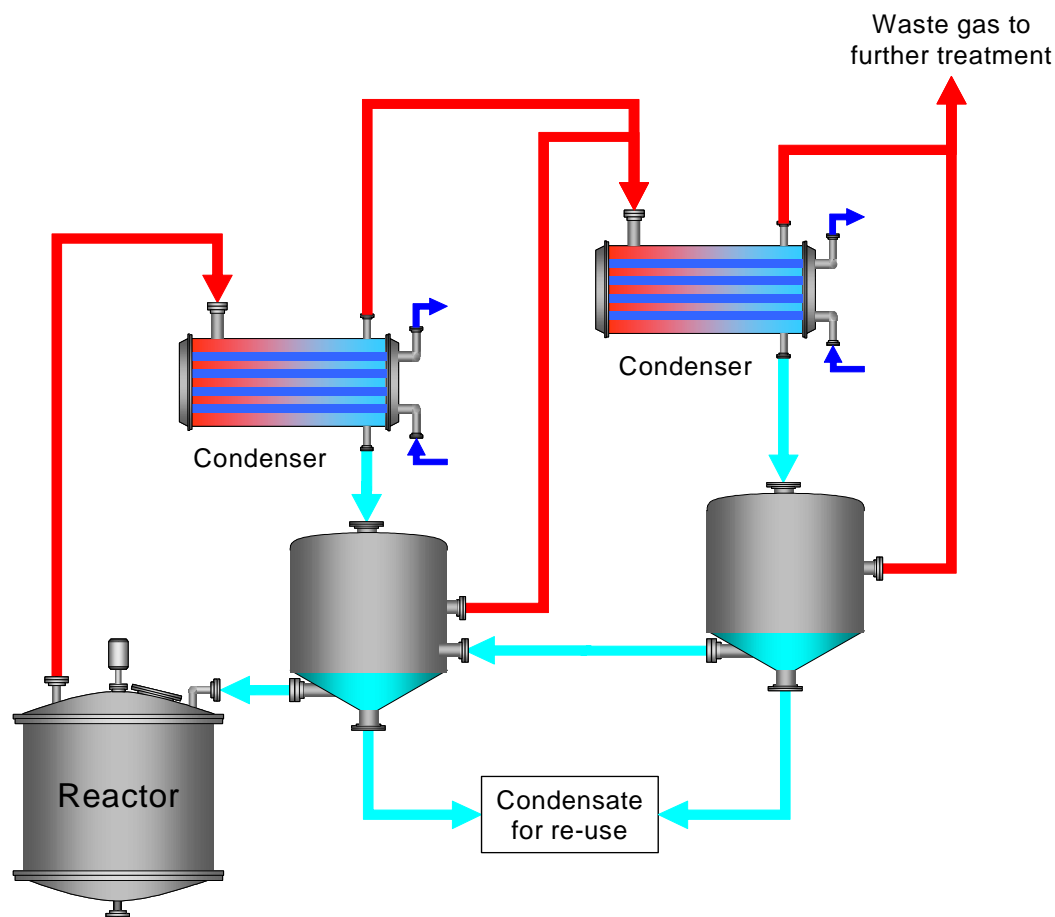 Waste gas to
further treatment
Condenser
Condenser
Reactor
Condensate
for re-use